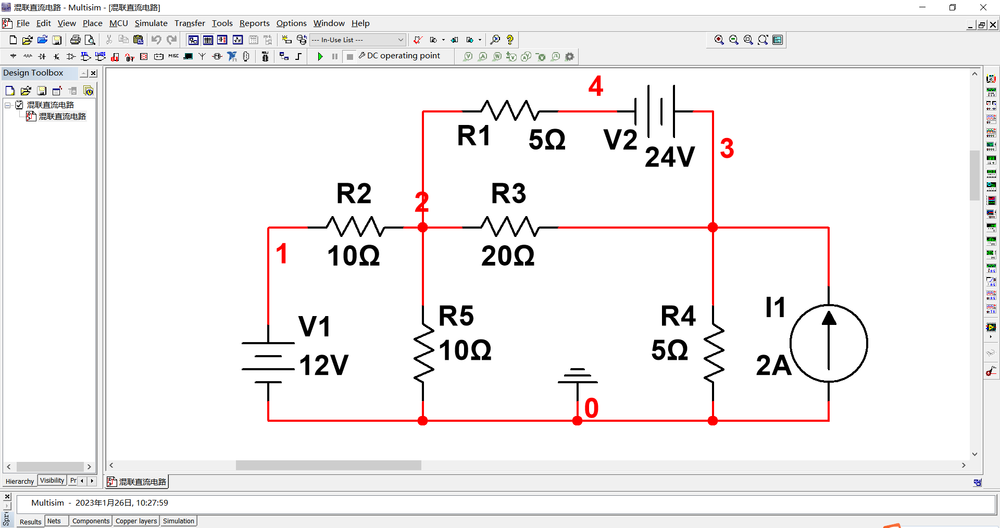 混联直流电路 - Multisim - [混联直流电路]
File Edit View Place MCU Simulate Transfer Tools Reports Options Window Help
--- In-Use List ---
MISC
DC operating point
Design Toolbox
混联直流电路
混联直流电路
4
R1
5Ω
V2
24V
3
R2
2
R3
1
10Ω
20Ω
V1
12V
R5
10Ω
R4
5Ω
I1
2A
0
Hierarchy Visibility Pr
混联直流电路
Multisim - 2023年1月26日, 10:27:59
Spre
Results Nets Components Copper layers Simulation